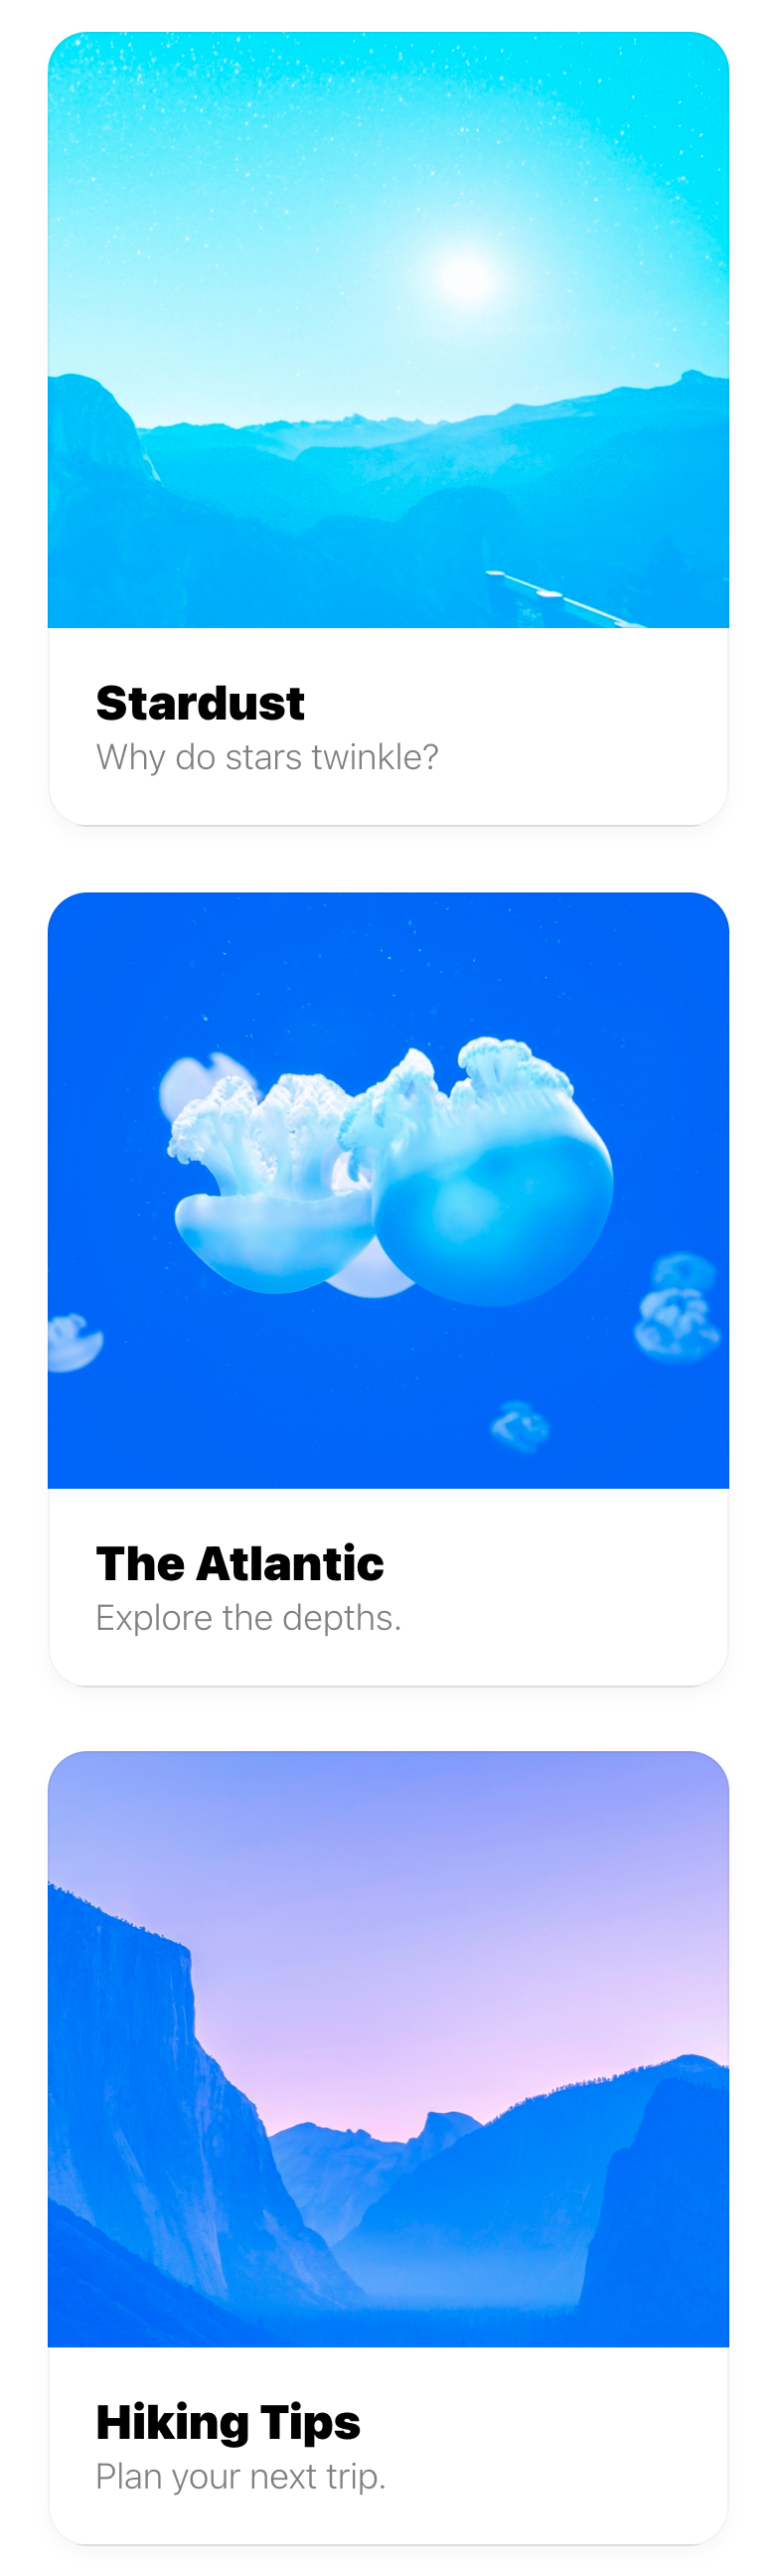 Stardust
Why do stars twinkle?
The Atlantic
Explore the depths.
Hiking Tips
Plan your next trip.